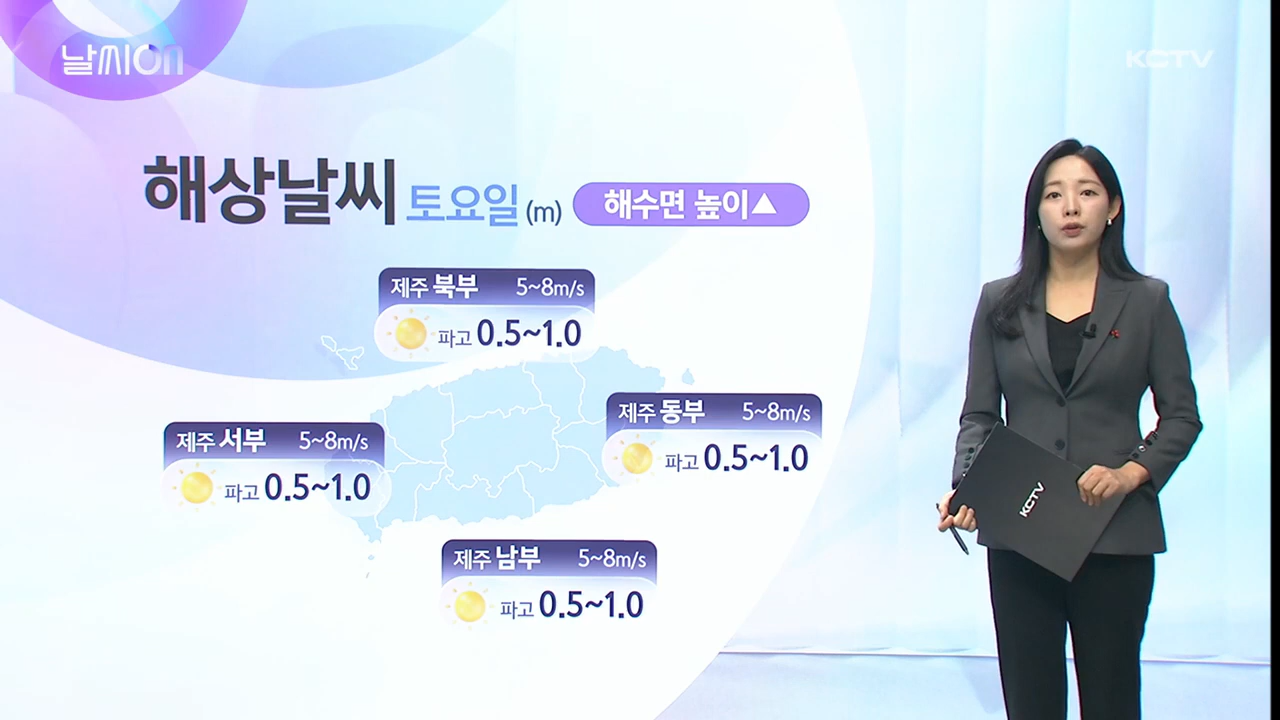 날씨On
KCTV
해상날씨 토요일 (m) 해수면 높이▲
제주 북부 5~8m/s
파고 0.5~1.0
제주 동부 5~8m/s
파고 0.5~1.0
제주 서부 5~8m/s
파고 0.5~1.0
제주 남부 5~8m/s
파고 0.5~1.0
KCTV